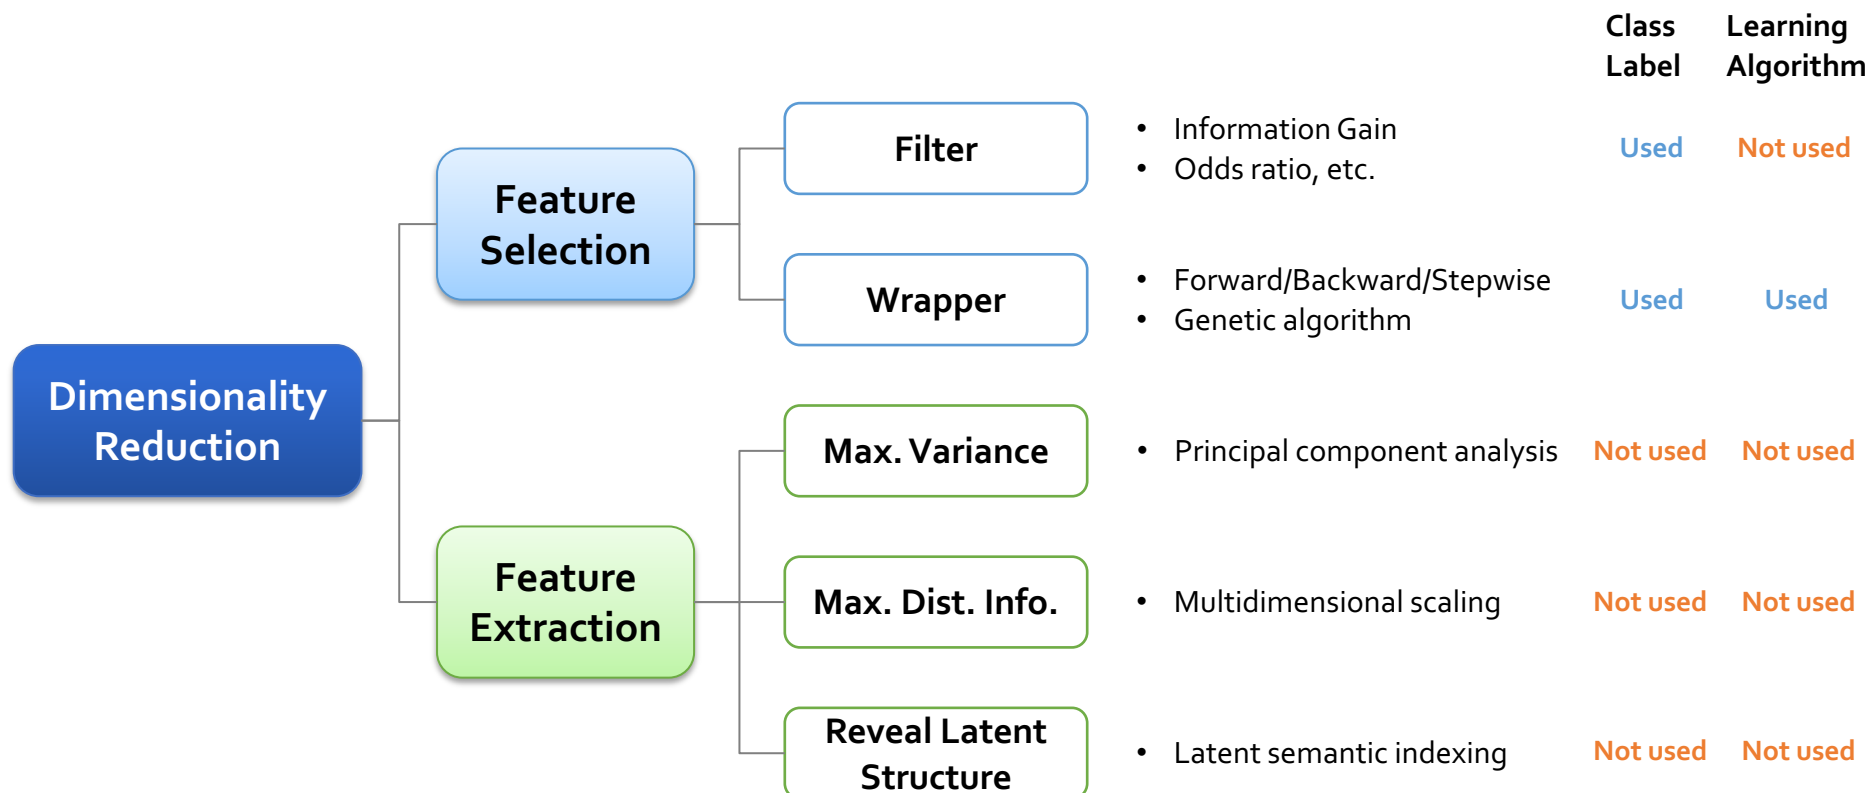 Class Learning
Label Algorithm
Filter
• Information Gain
• Odds ratio, etc.
Used
Not used
Feature
Selection
Wrapper
• Forward/Backward/Stepwise
• Genetic algorithm
Used
Used
Dimensionality
Reduction
Max. Variance
• Principal component analysis
Not used
Not used
Feature
Extraction
Max. Dist. Info.
• Multidimensional scaling
Not used
Not used
Reveal Latent
Structure
• Latent semantic indexing
Not used
Not used